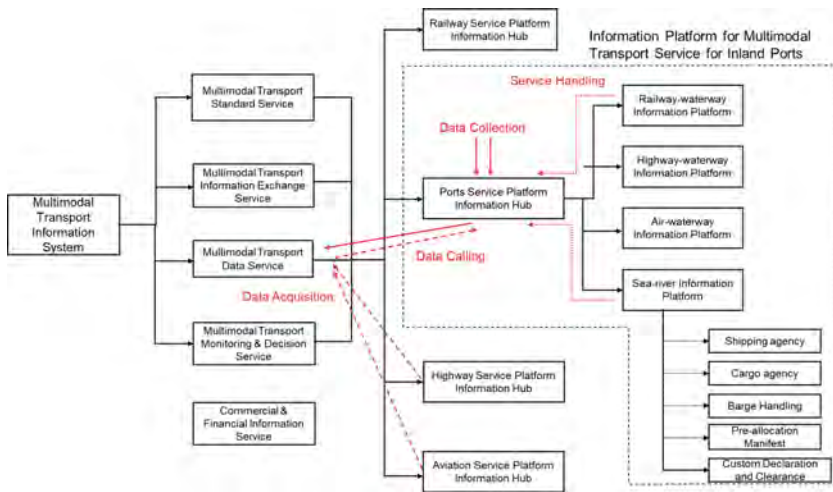 Railway Service Platform
Information Hub
Information Platform for Multimodal
Transport Service for Inland Ports
Multimodal Transport
Standard Service
Service Handling
Railway-waterway
Information Platform
Data Collection
Multimodal Transport
Information Exchange
Service
Highway-waterway
Information Platform
Multimodal
Transport
Information
System
Ports Service Platform
Information Hub
Air-waterway
Information Platform
Multimodal Transport
Data Service
Data Calling
Data Acquisition
Sea-river Information
Platform
Multimodal Transport
Monitoring & Decision
Service
Shipping agency
Highway Service Platform
Information Hub
Cargo agency
Commercial &
Financial Information
Service
Barge Handling
Pre-allocation
Manifest
Aviation Service Platform
Information Hub
Custom Declaration
and Clearance